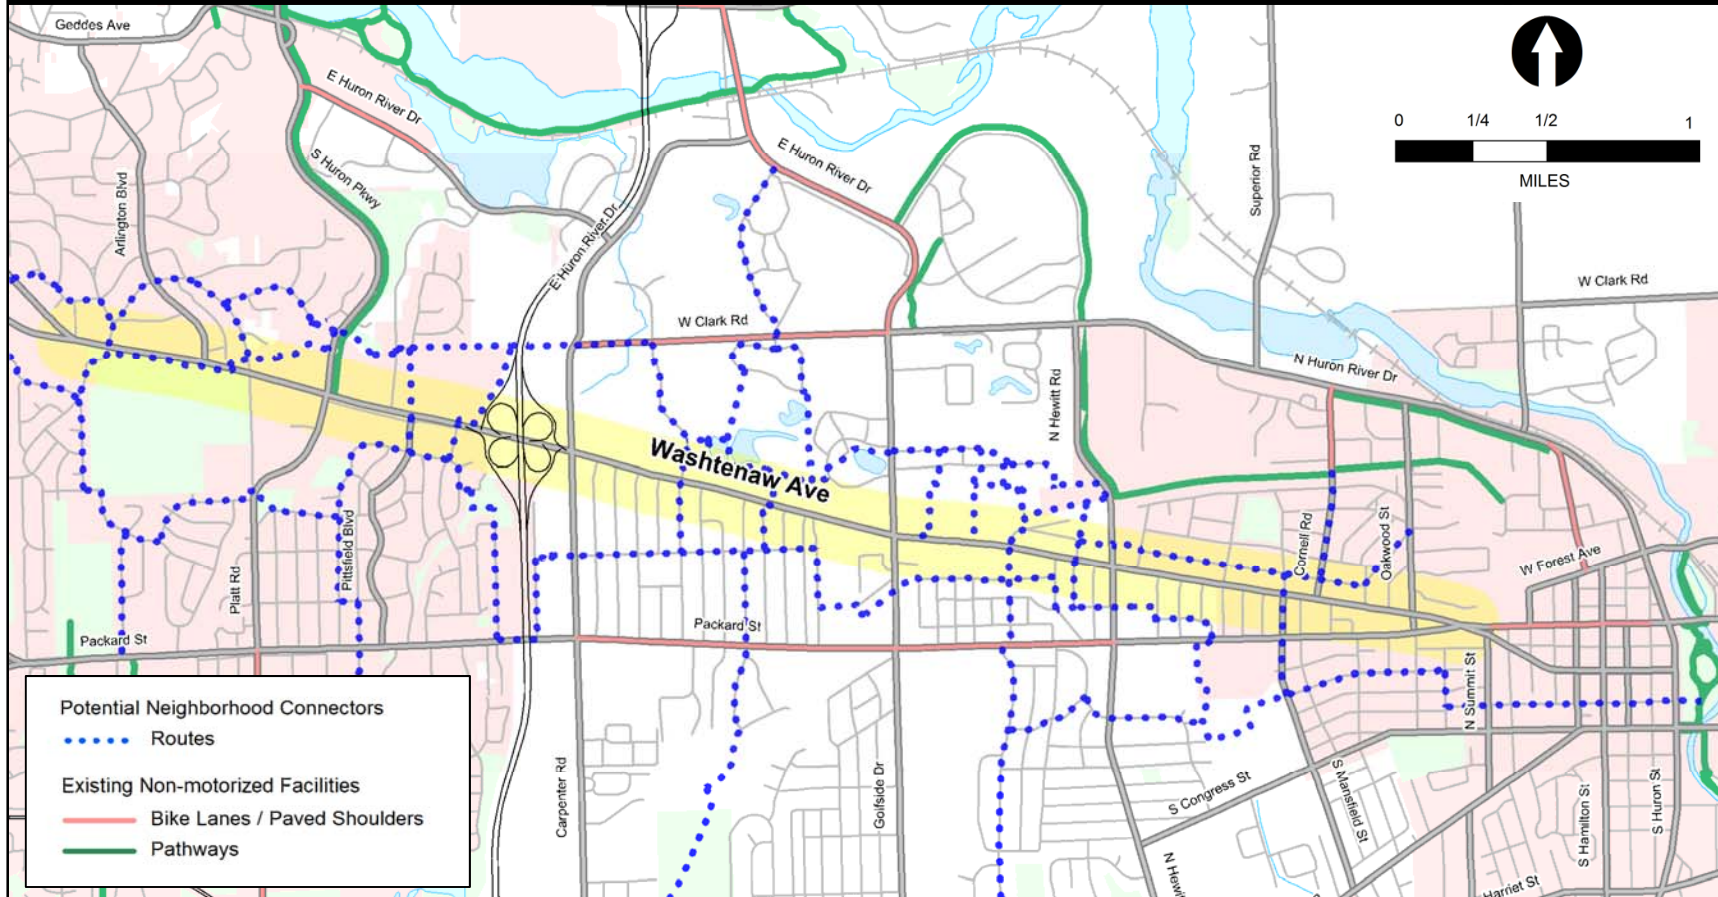 Geddes Ave
E Huron River Dr
S Huron Pkwy
Arlington Blvd
E Huron River Dr
E Huron River Dr
Superior Rd
0 1/4 1/2 1
MILES
W Clark Rd
W Clark Rd
N Huron River Dr
N Hewitt Rd
Washtenaw Ave
Cornell Rd
Oakwood St
W Forest Ave
Platt Rd
Pittsfield Blvd
Packard St
Packard St
N Summit St
Carpenter Rd
Golfside Dr
S Congress St
S Mansfield St
S Hamilton St
S Huron St
N Hewi
Harriet St
Potential Neighborhood Connectors
Routes
Existing Non-motorized Facilities
Bike Lanes / Paved Shoulders
Pathways